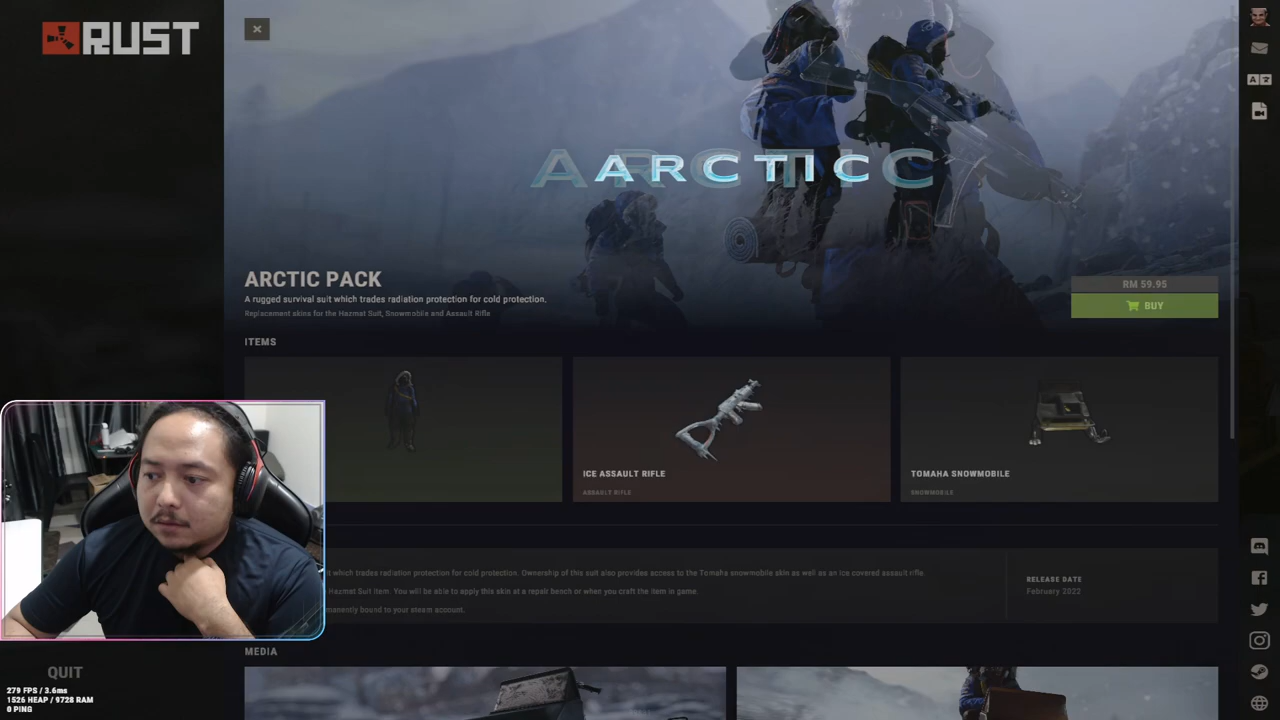 RUST
ARCTIC
ARCTIC PACK
A rugged survival suit which trades radiation protection for cold protection.
Replacement skins for the Hazmat Suit, Snowmobile and Assault Rifle
RM 59.95
BUY
ITEMS
ICE ASSAULT RIFLE
ASSAULT RIFLE
TOMAHA SNOWMOBILE
SNOWMOBILE
which trades radiation protection for cold protection. Ownership of this suit also provides access to the Tomaha snowmobile skin as well as an ice covered assault rifle.
Hazmat Suit item. You will be able to apply this skin at a repair bench or when you craft the item in game.
to your steam account.
RELEASE DATE
February 2022
MEDIA
QUIT
279 FPS / 3.6ms
1526 HEAP / 9728 RAM
0 PING